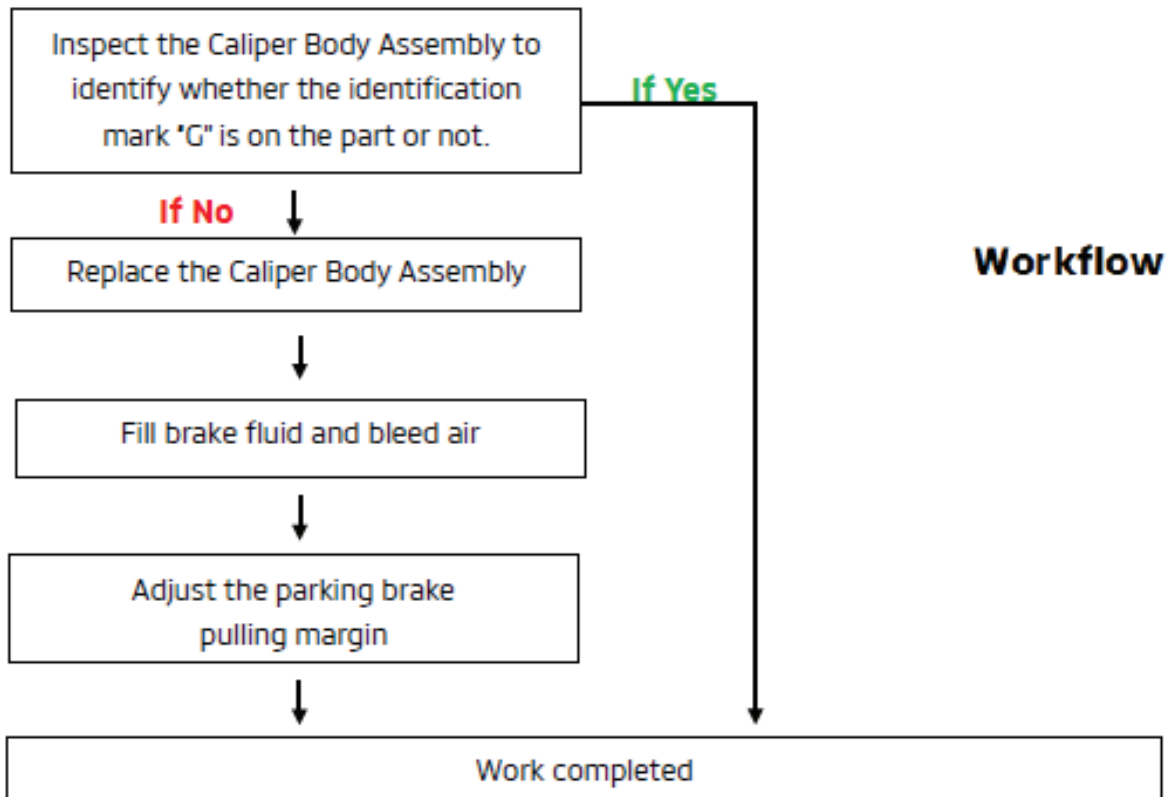 Inspect the Caliper Body Assembly to
identify whether the identification
mark "G" is on the part or not.
If Yes
If No
Replace the Caliper Body Assembly
Workflow
Fill brake fluid and bleed air
Adjust the parking brake
pulling margin
Work completed